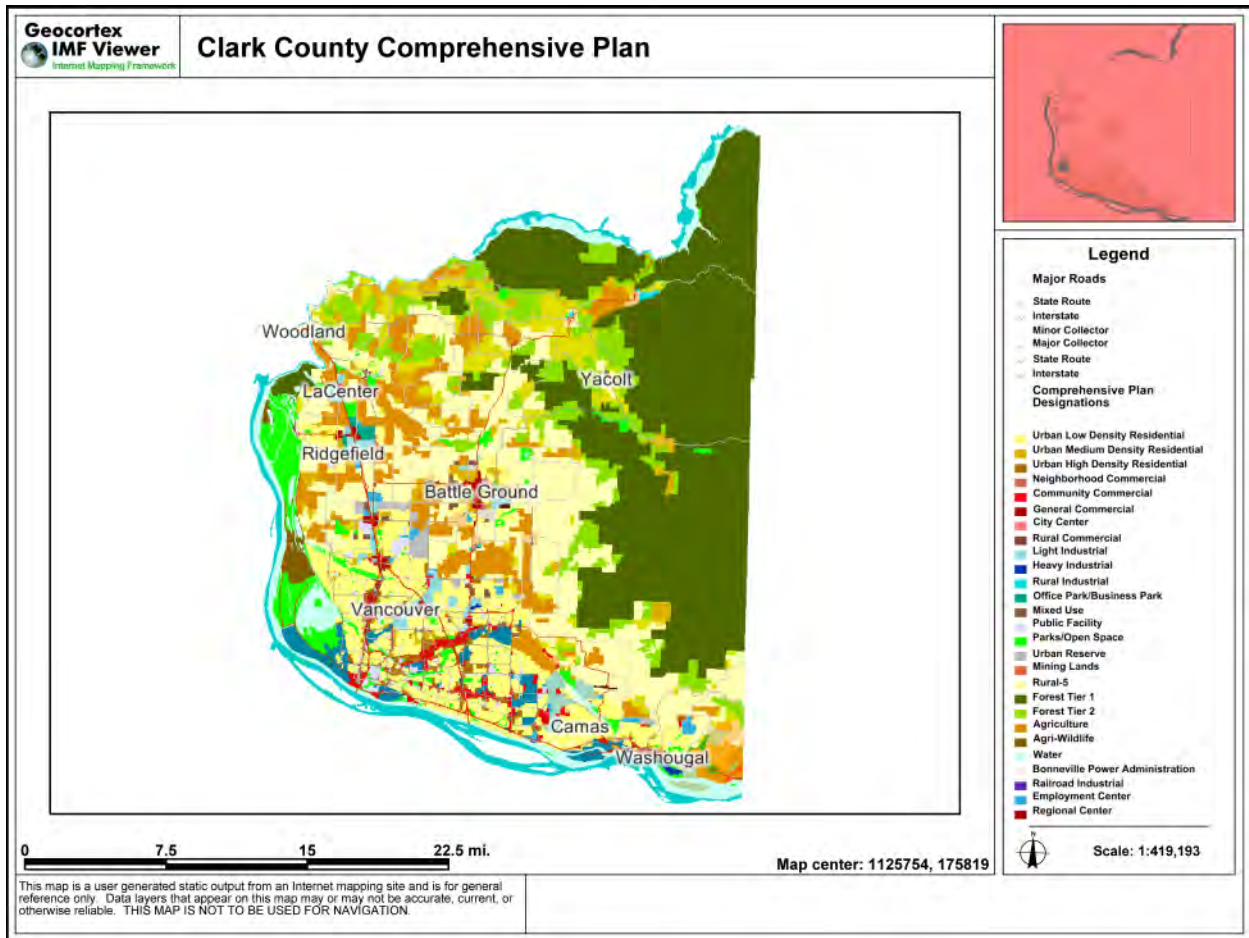 Geocortex
IMF Viewer
Internet Mapping Framework
Clark County Comprehensive Plan
Woodland
LaCenter
Yacolt
Ridgefield
Battle Ground
Vancouver
Camas
Washougal
0 7.5 15 22.5 mi.
Map center: 1125754, 175819
This map is a user generated static output from an Internet mapping site and is for general
reference only. Data layers that appear on this map may or may not be accurate, current, or
otherwise reliable. THIS MAP IS NOT TO BE USED FOR NAVIGATION.
Legend
Major Roads
State Route
Interstate
Minor Collector
Major Collector
State Route
Interstate
Comprehensive Plan
Designations
Urban Low Density Residential
Urban Medium Density Residential
Urban High Density Residential
Neighborhood Commercial
Community Commercial
General Commercial
City Center
Rural Commercial
Light Industrial
Heavy Industrial
Rural Industrial
Office Park/Business Park
Mixed Use
Public Facility
Parks/Open Space
Urban Reserve
Mining Lands
Rural-5
Forest Tier 1
Forest Tier 2
Agriculture
Agri-Wildlife
Water
Bonneville Power Administration
Railroad Industrial
Employment Center
Regional Center
N
Scale: 1:419,193